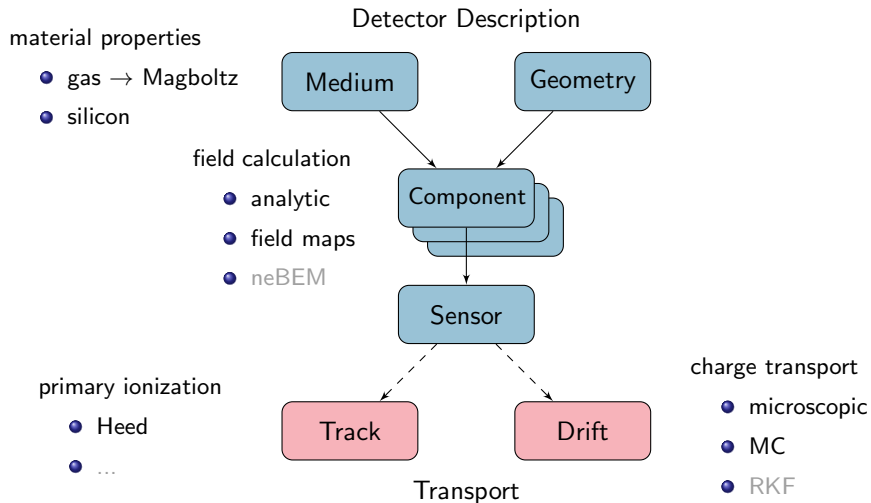 Detector Description
material properties
gas → Magboltz
silicon
Medium
Geometry
field calculation
analytic
field maps
neBEM
Component
Sensor
primary ionization
Heed
...
Track
Drift
charge transport
microscopic
MC
RKF
Transport